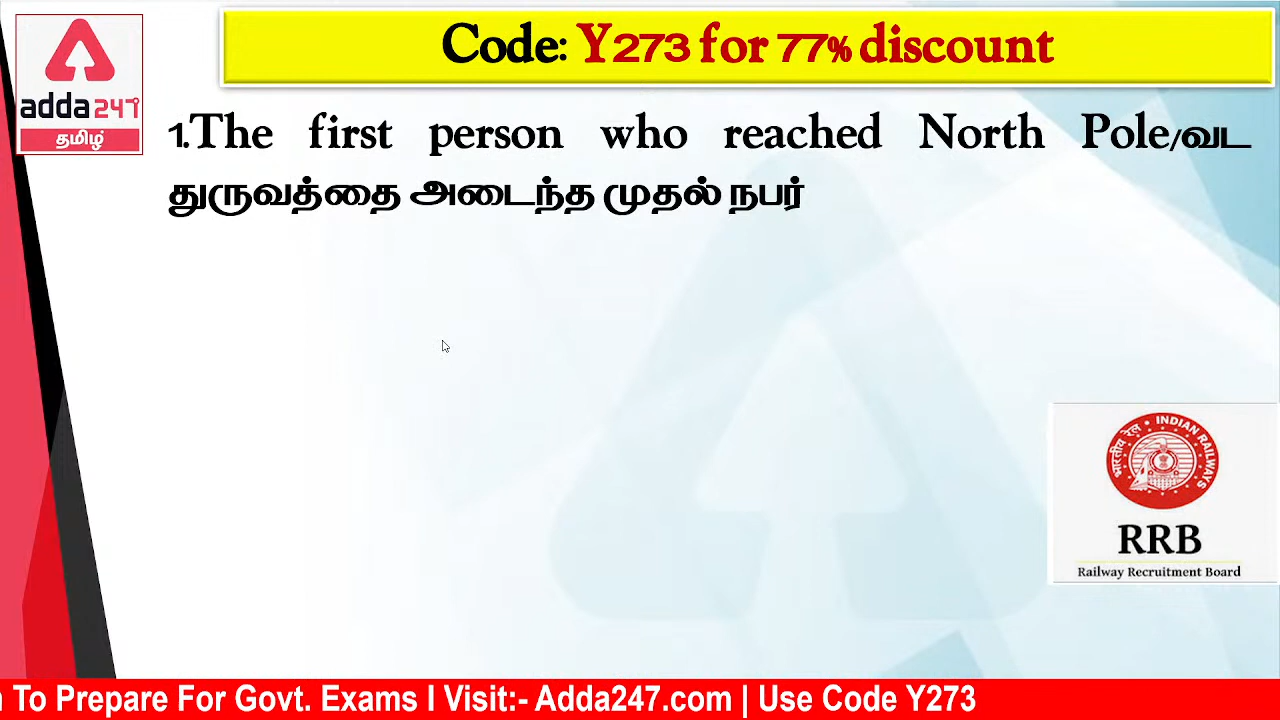 Code: Y273 for 77% discount
adda247
தமிழ்
1.The first person who reached North Pole/வட
துருவத்தை அடைந்த முதல் நபர்
भारतीय रेल • INDIAN RAILWAYS
RRB
Railway Recruitment Board
To Prepare For Govt. Exams I Visit:- Adda247.com | Use Code Y273